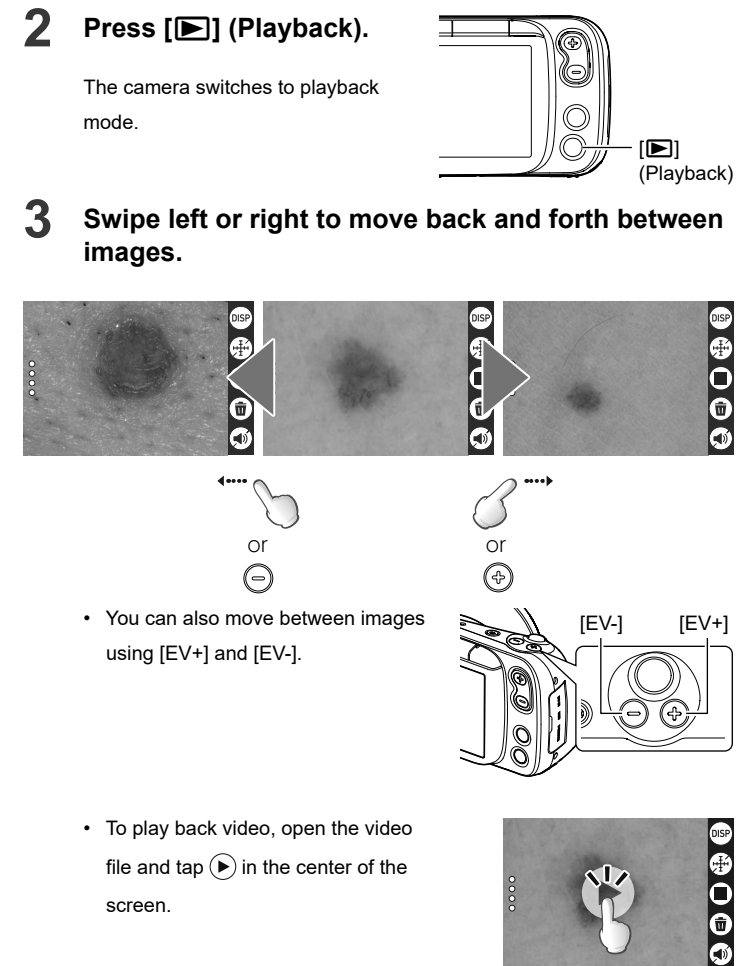 2 Press [▶] (Playback).
The camera switches to playback
mode.
[▶]
(Playback)
3 Swipe left or right to move back and forth between
images.
DISP
DISP
DISP
or
or
• You can also move between images
using [EV+] and [EV-].
[EV-] [EV+]
• To play back video, open the video
file and tap ▶ in the center of the
screen.
DISP